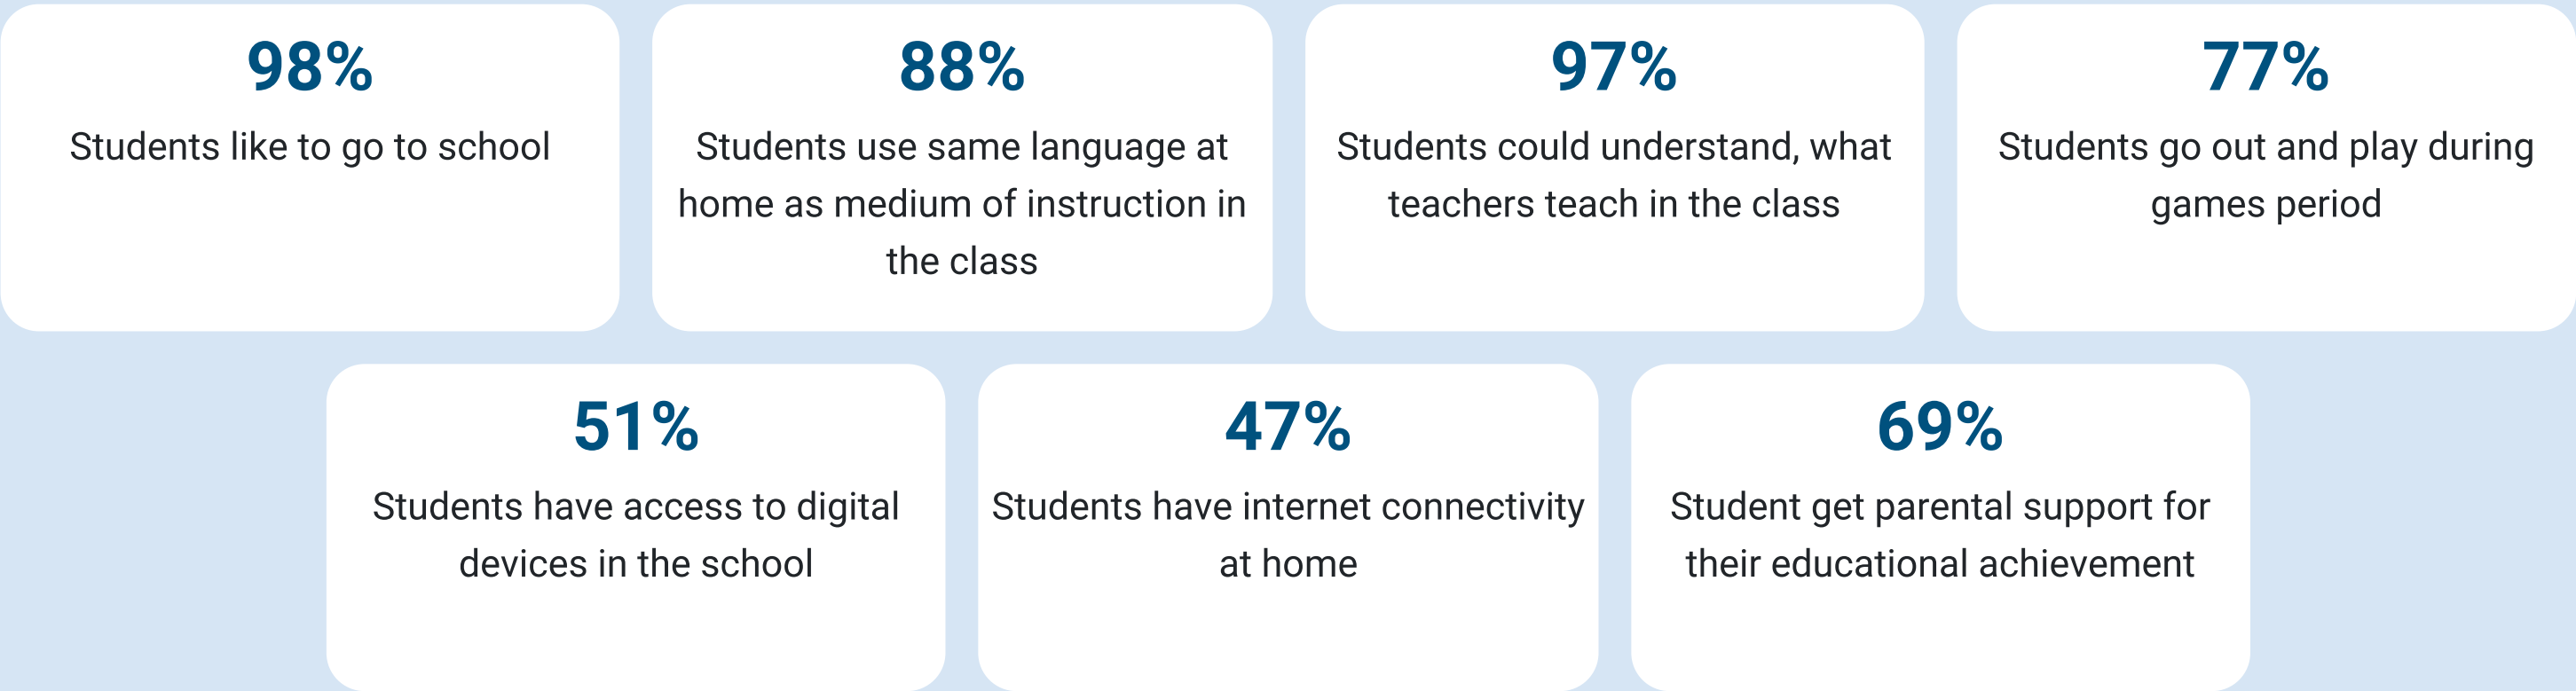 98%
Students like to go to school
88%
Students use same language at
home as medium of instruction in
the class
97%
Students could understand, what
teachers teach in the class
77%
Students go out and play during
games period
51%
Students have access to digital
devices in the school
47%
Students have internet connectivity
at home
69%
Student get parental support for
their educational achievement